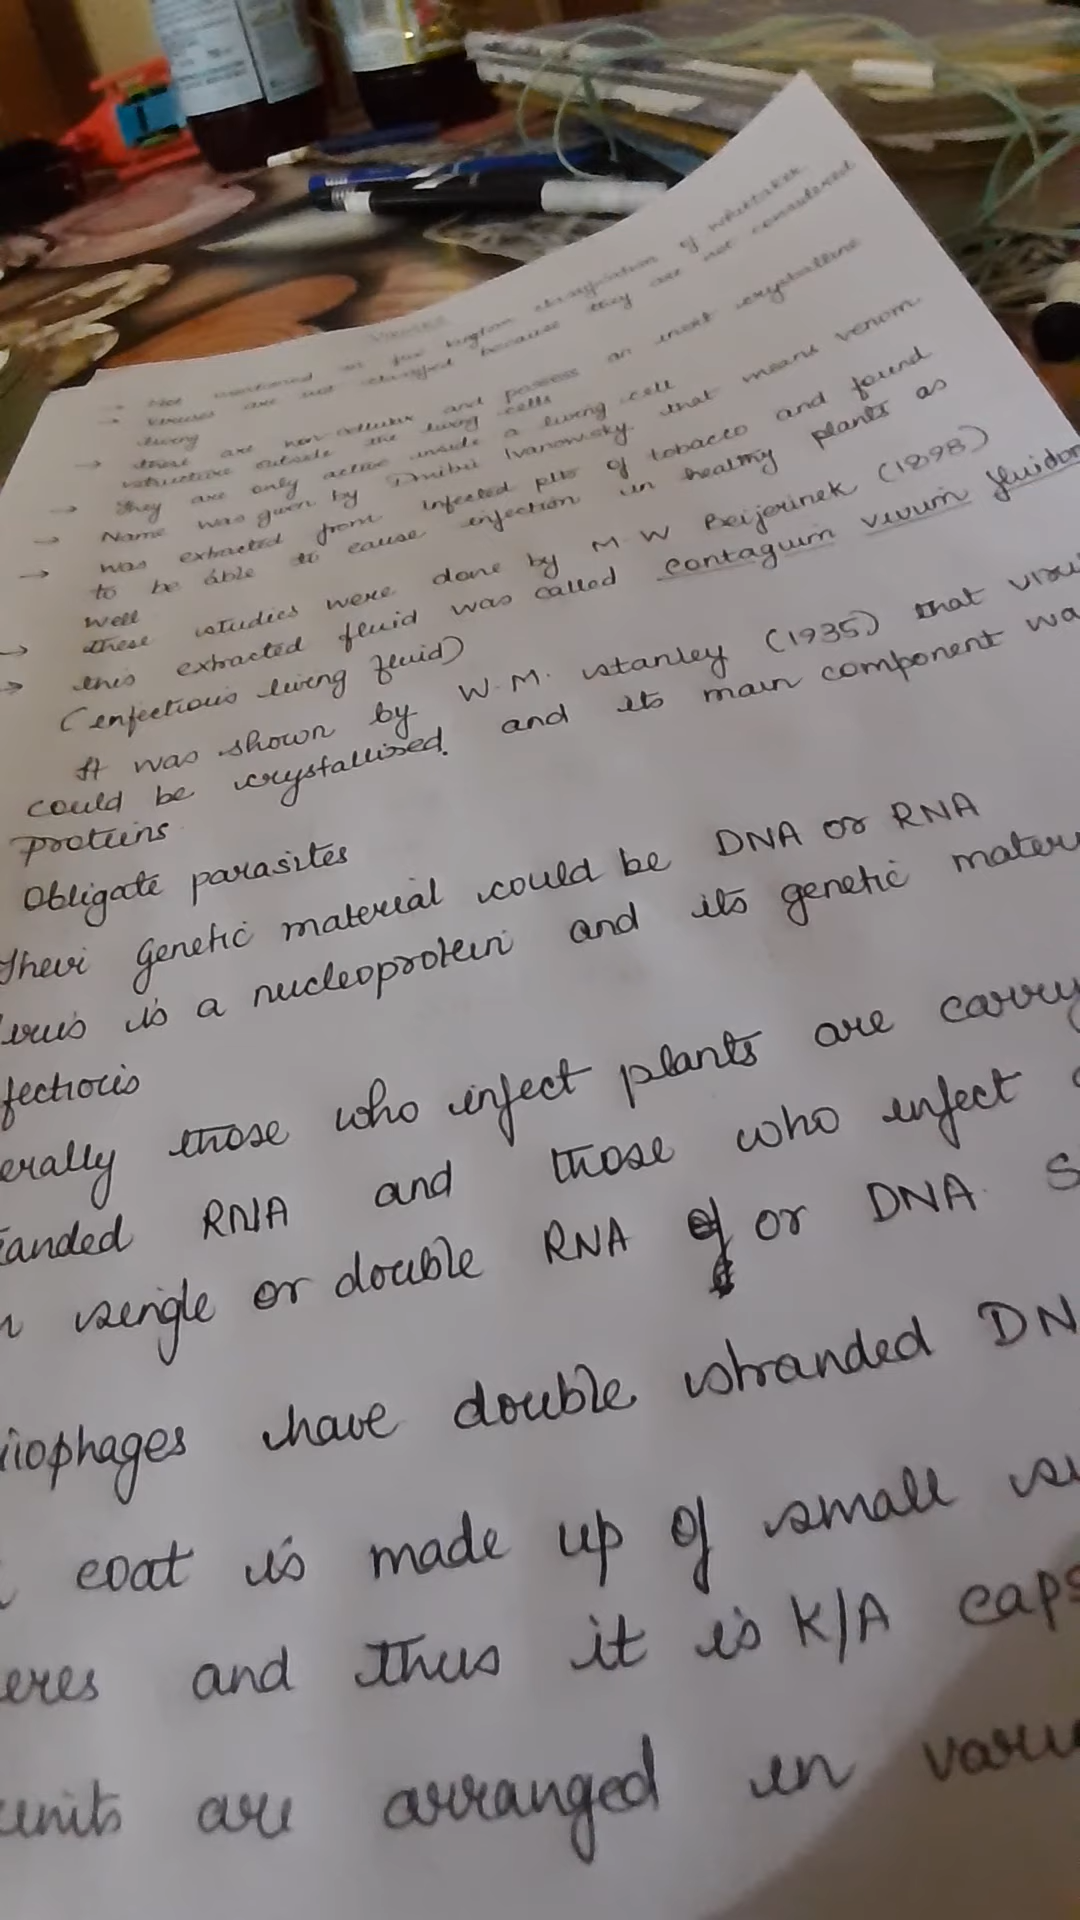 Viruses
→ Not mentioned in five kingdom classification of whittaker
→ Viruses are not classified because they are not considered
living
→ These are non-cellular and possess an inert crystalline
structure outside the living cells
→ They are only active inside a living cell
→ Name was given by Dmitri Ivanowsky that means venom
→ was extracted from infected plts of tobacco and found
to be able to cause infection in healthy plants as
well
→ These studies were done by M.W Beijerinek (1898)
→ this extracted fluid was called contagium vivum fluidum
(infectious living fluid)
It was shown by W.M. stanley (1935) that viru
could be crystallised. and its main component wa
Proteins.
Obligate parasites
Their Genetic material could be DNA or RNA
virus is a nucleoprotein and its genetic mater
fectious
erally those who infect plants are carry
anded RNA and those who infect
single or double RNA or DNA. S
iophages have double stranded DN
coat is made up of small su
eres and thus it is K/A caps
units are arranged in vari